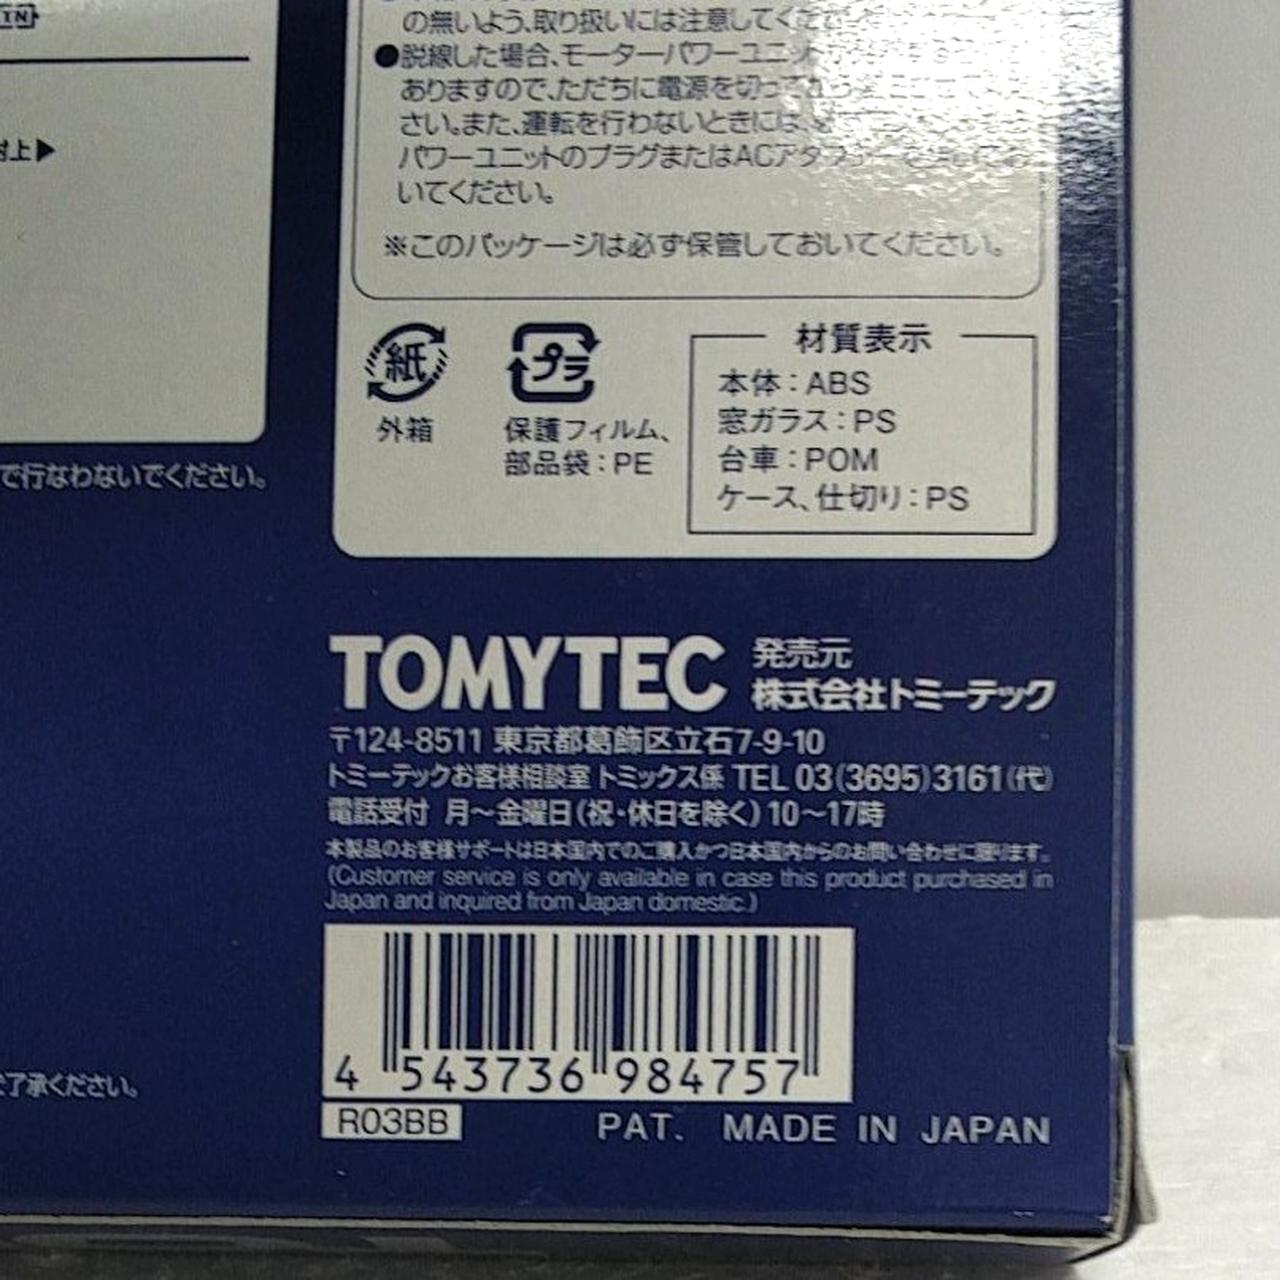 の無いよう、取り扱いには注意してく
●脱線した場合、モーターパワーユニット
ありますので、ただちに電源を切って
さい。また、運転を行わないときには、
パワーユニットのプラグまたはACアダプター
いてください。
※このパッケージは必ず保管しておいてください。
紙
外箱
プラ
保護フィルム、
部品袋：PE
材質表示
本体：ABS
窓ガラス：PS
台車：POM
ケース、仕切り：PS
で行なわないでください。
TOMYTEC 発売元
株式会社トミーテック
〒124-8511 東京都葛飾区立石7-9-10
トミーテックお客様相談室 トミックス係 TEL 03(3695)3161(代)
電話受付 月～金曜日(祝・休日を除く)10～17時
本製品のお客様サポートは日本国内でのご購入かつ日本国内からのお問い合わせに限ります。
(Customer service is only available in case this product purchased in
Japan and inquired from Japan domestic.)
4 543736 984757
了承ください。
R03BB
PAT. MADE IN JAPAN